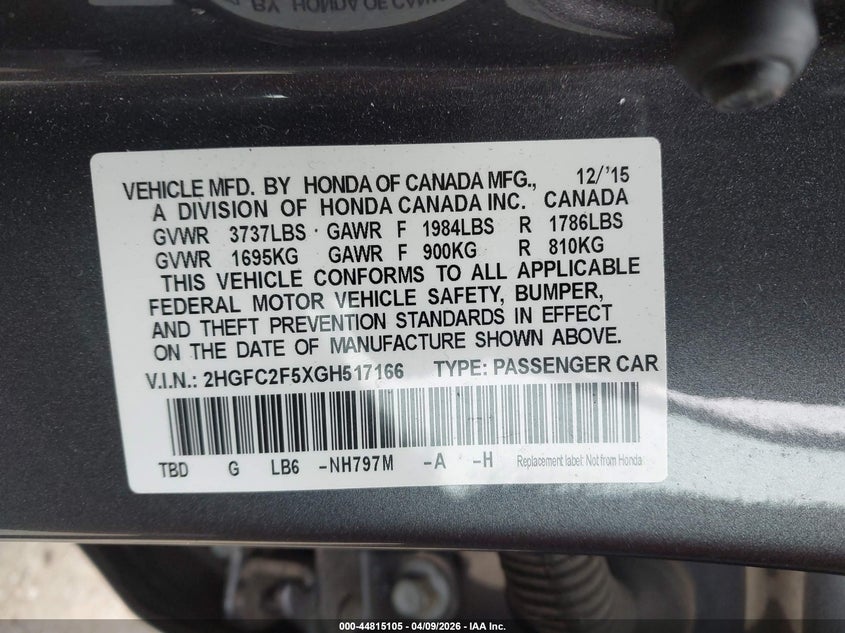 VEHICLE MFD. BY HONDA OF CANADA MFG., 12/'15
A DIVISION OF HONDA CANADA INC. CANADA
GVWR 3737LBS · GAWR F 1984LBS R 1786LBS
GVWR 1695KG GAWR F 900KG R 810KG
THIS VEHICLE CONFORMS TO ALL APPLICABLE
FEDERAL MOTOR VEHICLE SAFETY, BUMPER,
AND THEFT PREVENTION STANDARDS IN EFFECT
ON THE DATE OF MANUFACTURE SHOWN ABOVE.
V.I.N.: 2HGFC2F5XGH517166 TYPE: PASSENGER CAR
TBD G LB6 -NH797M -A -H Replacement label: Not from Honda
000-44815105 - 04/09/2026 - IAA Inc.